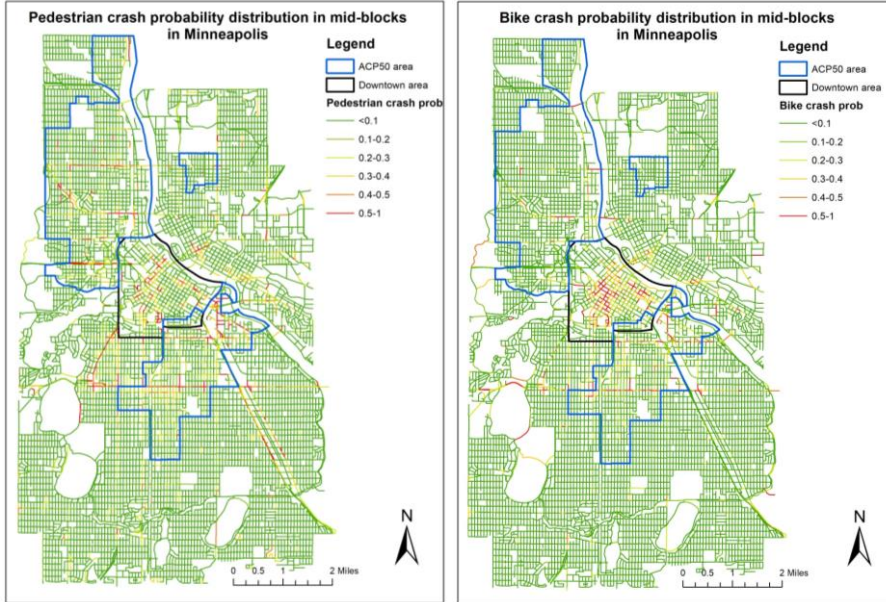 Pedestrian crash probability distribution in mid-blocks
in Minneapolis
Legend
ACP50 area
Downtown area
Pedestrian crash prob
<0.1
0.1-0.2
0.2-0.3
0.3-0.4
0.4-0.5
0.5-1
N
0 0.5 1 2 Miles
Bike crash probability distribution in mid-blocks
in Minneapolis
Legend
ACP50 area
Downtown area
Bike crash prob
<0.1
0.1-0.2
0.2-0.3
0.3-0.4
0.4-0.5
0.5-1
N
0 0.5 1 2 Miles